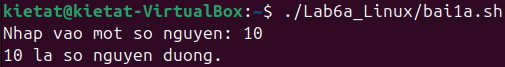 kietat@kietat-VirtualBox:~$ ./Lab6a_Linux/bai1a.sh
Nhap vao mot so nguyen: 10
10 la so nguyen duong.